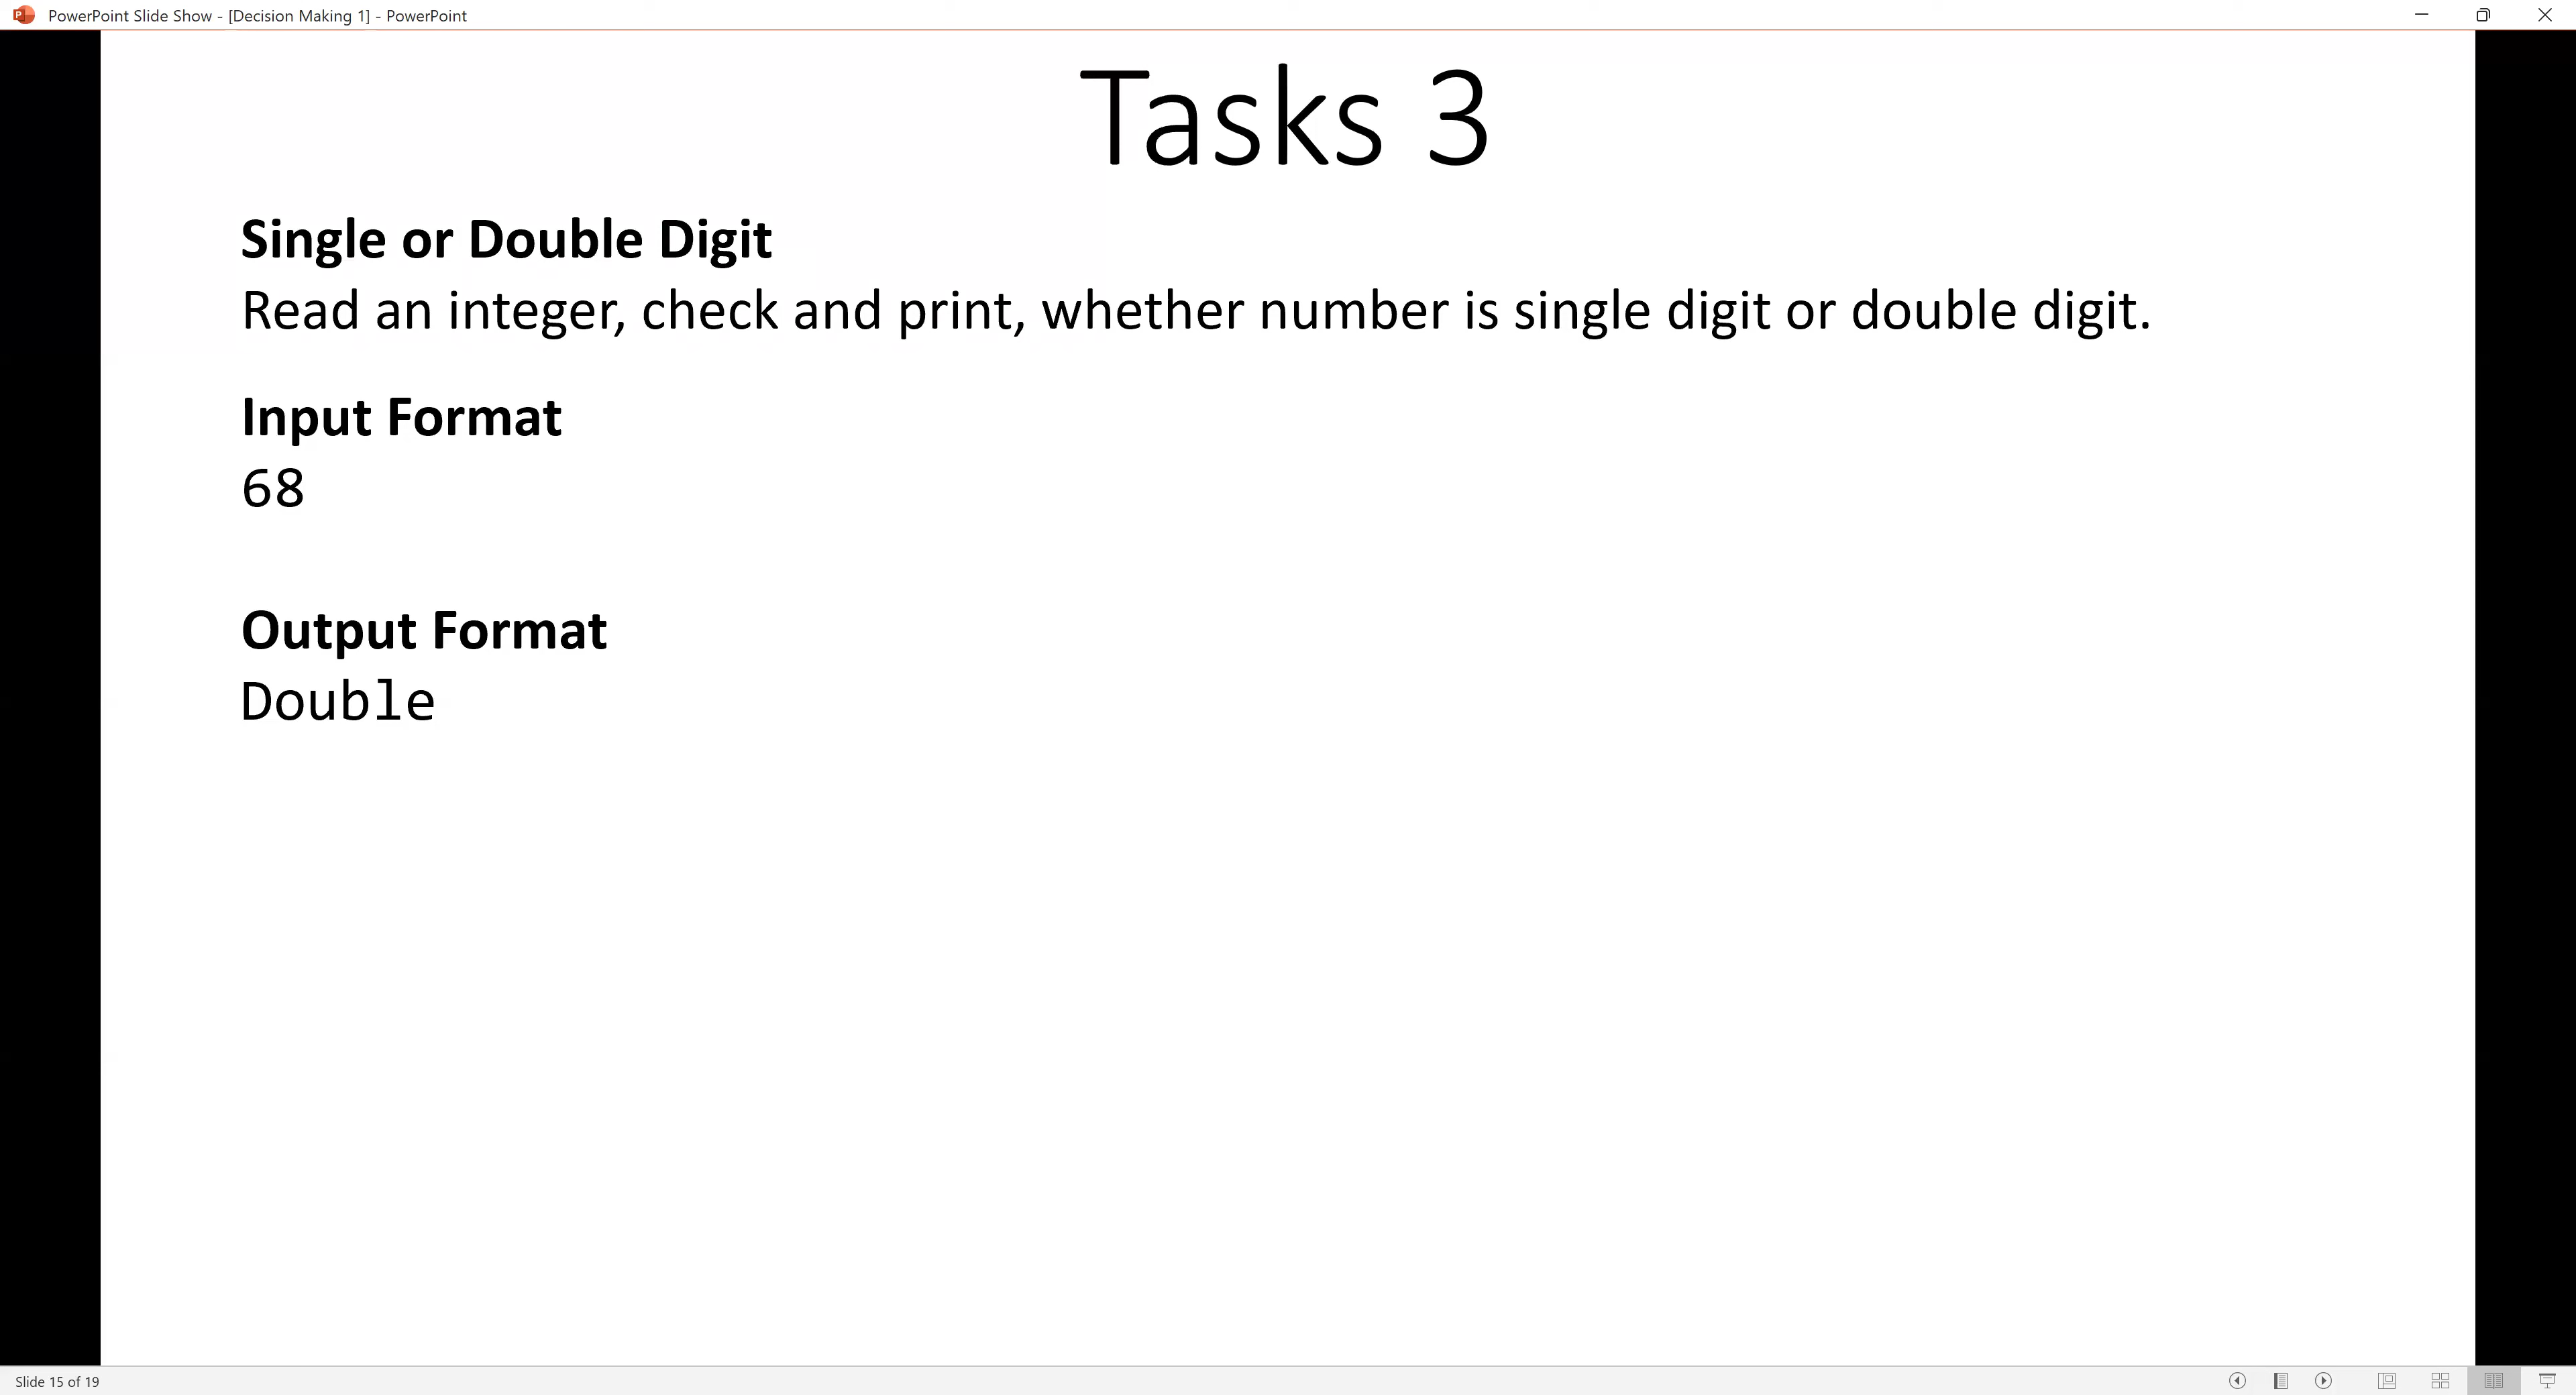 PowerPoint Slide Show - [Decision Making 1] - PowerPoint
Tasks 3
Single or Double Digit
Read an integer, check and print, whether number is single digit or double digit.
Input Format
68
Output Format
Double
Slide 15 of 19